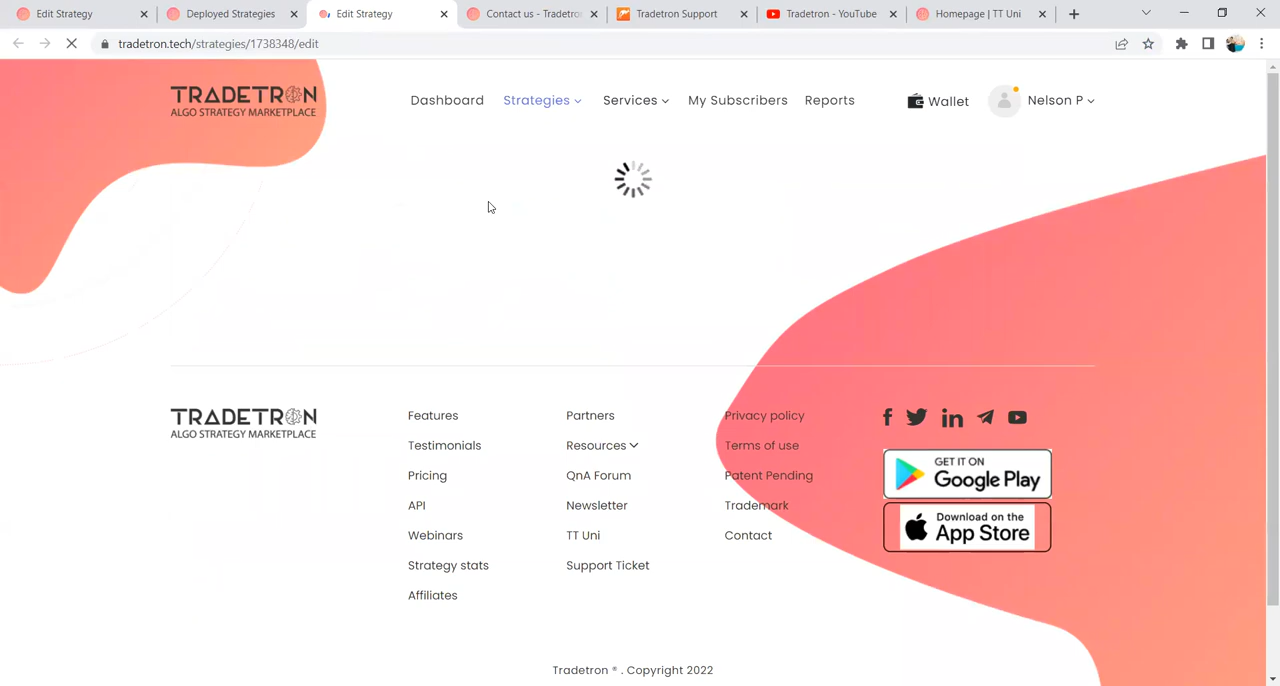 Edit Strategy
Deployed Strategies
Edit Strategy
Contact us - Tradetro
Tradetron Support
Tradetron - YouTube
Homepage | TT Uni
tradetron.tech/strategies/1738348/edit
TRADETRON
ALGO STRATEGY MARKETPLACE
Dashboard
Strategies
Services
My Subscribers
Reports
Wallet
Nelson P
TRADETRON
ALGO STRATEGY MARKETPLACE
Features
Testimonials
Pricing
API
Webinars
Strategy stats
Affiliates
Partners
Resources
QnA Forum
Newsletter
TT Uni
Support Ticket
Privacy policy
Terms of use
Patent Pending
Trademark
Contact
GET IT ON
Google Play
Download on the
App Store
Tradetron ® . Copyright 2022